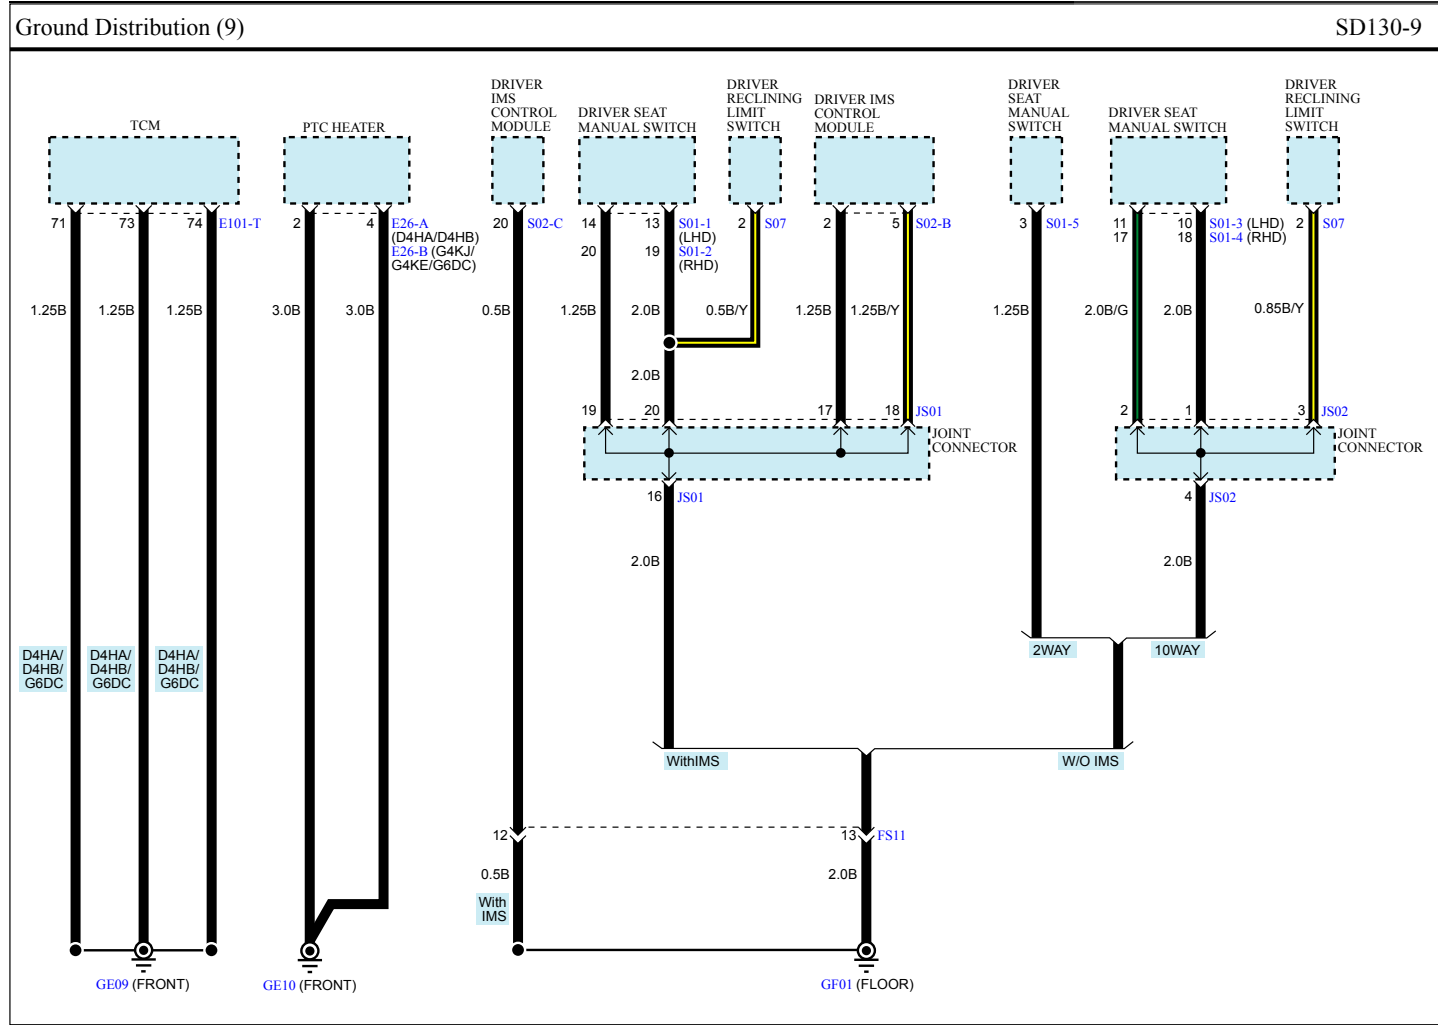 Ground Distribution (9)
SD130-9
TCM
PTC HEATER
DRIVER
IMS
CONTROL
MODULE
DRIVER SEAT
MANUAL SWITCH
DRIVER
RECLINING
LIMIT
SWITCH
DRIVER IMS
CONTROL
MODULE
DRIVER
SEAT
MANUAL
SWITCH
DRIVER SEAT
MANUAL SWITCH
DRIVER
RECLINING
LIMIT
SWITCH
71
73
74
E101-T
2
4
E26-A
(D4HA/D4HB)
E26-B (G4KJ/
G4KE/G6DC)
20
S02-C
14
20
13
19
S01-1
(LHD)
S01-2
(RHD)
2
S07
2
5
S02-B
3
S01-5
11
17
10
18
S01-3 (LHD)
S01-4 (RHD)
2
S07
1.25B
1.25B
1.25B
3.0B
3.0B
0.5B
1.25B
2.0B
0.5B/Y
1.25B
1.25B/Y
1.25B
2.0B/G
2.0B
0.85B/Y
2.0B
19
20
17
18
JS01
2
1
3
JS02
JOINT
CONNECTOR
JOINT
CONNECTOR
16
JS01
4
JS02
2.0B
2.0B
D4HA/
D4HB/
G6DC
D4HA/
D4HB/
G6DC
D4HA/
D4HB/
G6DC
2WAY
10WAY
WithIMS
W/O IMS
12
13
FS11
0.5B
2.0B
With
IMS
GE09 (FRONT)
GE10 (FRONT)
GF01 (FLOOR)